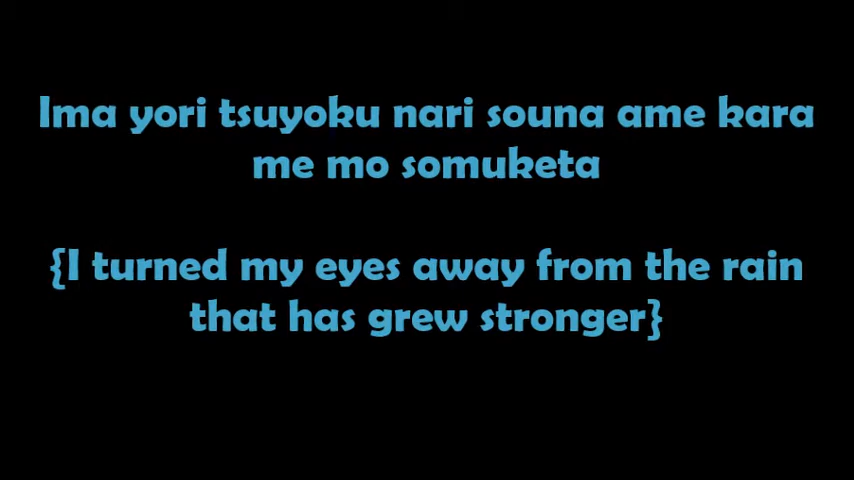 Ima yori tsuyoku nari souna ame kara
me mo somuketa
{I turned my eyes away from the rain
that has grew stronger}